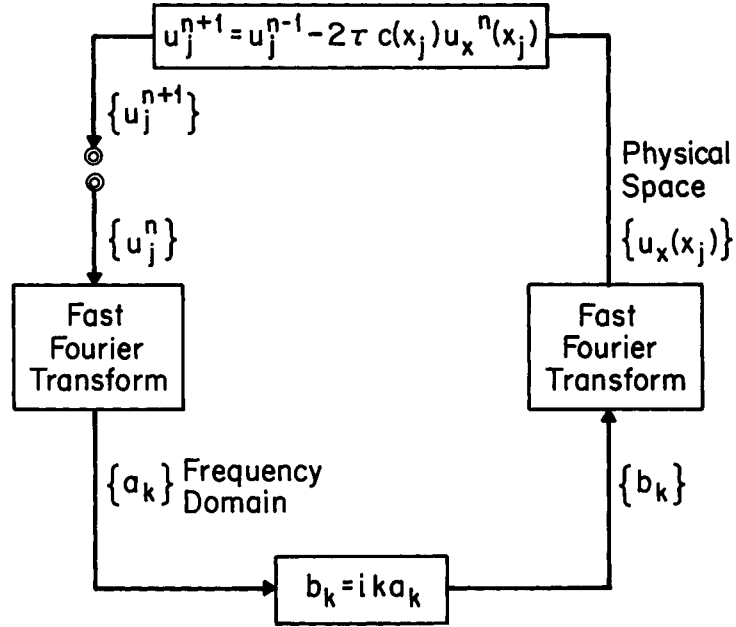 u_j^{n+1} = u_j^{n-1} - 2τ c(x_j) u_x^n(x_j)
{u_j^{n+1}}
Physical
Space
{u_j^n}
{u_x(x_j)}
Fast
Fourier
Transform
Fast
Fourier
Transform
{a_k} Frequency
Domain
{b_k}
b_k = i k a_k